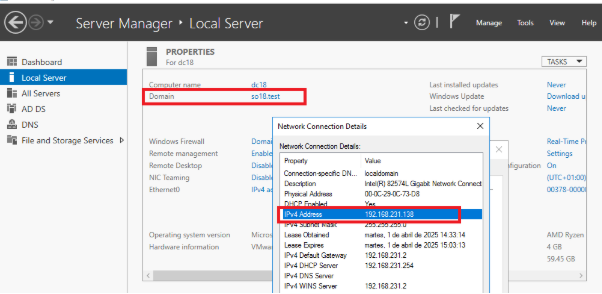 Server Manager • Local Server
Manage Tools View Help
Dashboard
Local Server
All Servers
AD DS
DNS
File and Storage Services
PROPERTIES
For dc18
TASKS
Computer name dc18
Domain so18.test
Last installed updates Never
Windows Update Download u
Last checked for updates Never
Windows Firewall Domai
Remote management Enable
Remote Desktop Disabl
NIC Teaming Disabl
Ethernet0 IPv4 a
Operating system version Micros
Hardware information VMwa
Network Connection Details
Network Connection Details:
Property Value
Connection-specific DN... localdomain
Description Intel(R) 82574L Gigabit Network Connect
Physical Address 00-0C-29-0C-73-D8
DHCP Enabled Yes
IPv4 Address 192.168.231.138
IPv4 Subnet Mask 255.255.255.0
Lease Obtained martes, 1 de abril de 2025 14:33:14
Lease Expires martes, 1 de abril de 2025 15:03:13
IPv4 Default Gateway 192.168.231.2
IPv4 DHCP Server 192.168.231.254
IPv4 DNS Server
IPv4 WINS Server 192.168.231.2
Real-Time P
Settings
nfiguration On
(UTC+01:00)
00378-0000
AMD Ryzen
4 GB
59.45 GB